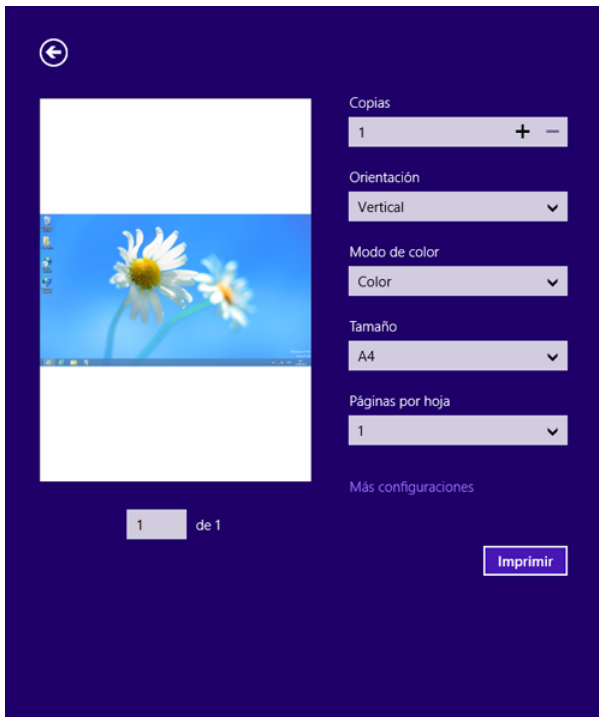 Copias
1
Orientación
Vertical
Modo de color
Color
Tamaño
A4
Páginas por hoja
1
Más configuraciones
1 de 1
Imprimir